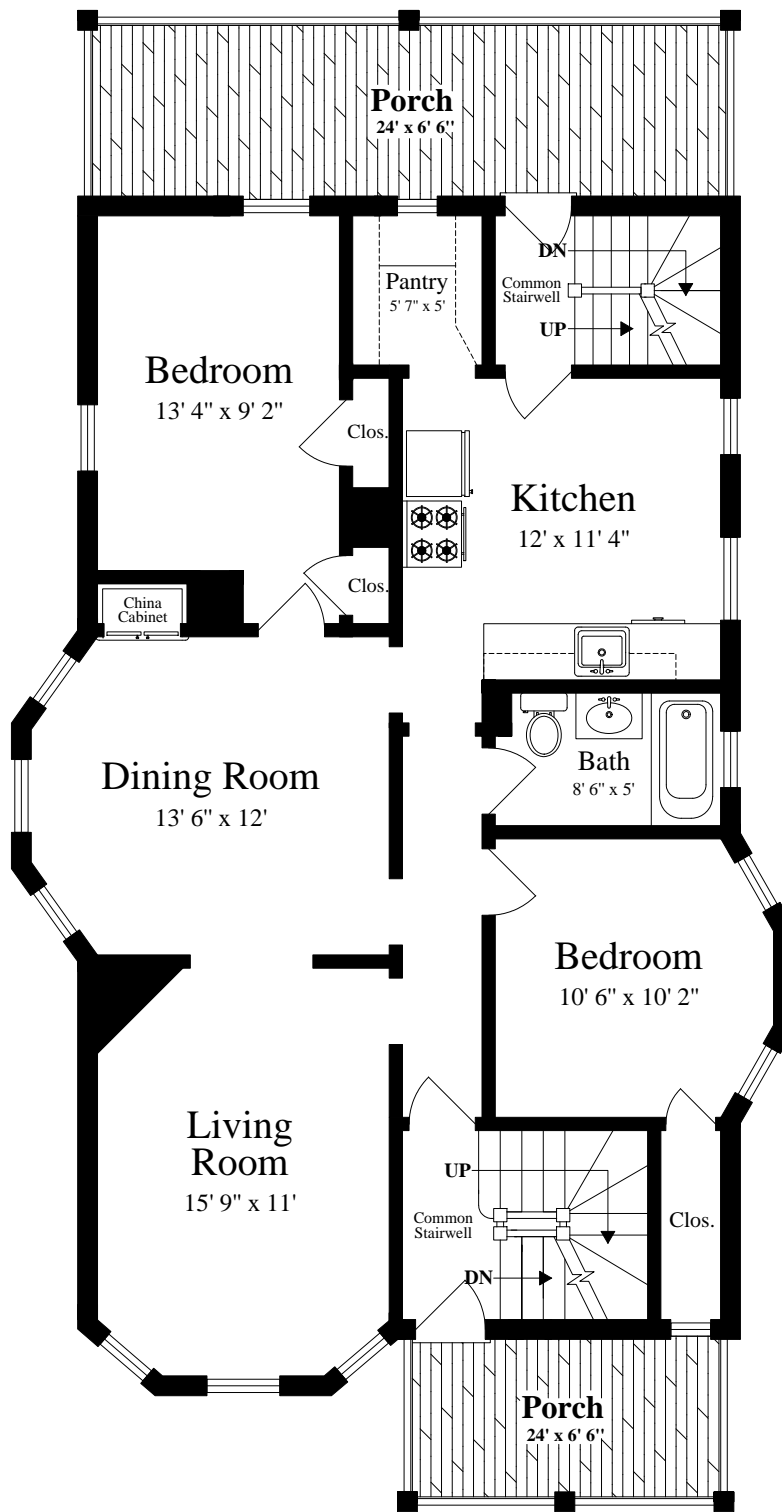 Porch
24' x 6' 6"
DN
Common
Stairwell
UP
Pantry
5' 7" x 5'
Bedroom
13' 4" x 9' 2"
Clos.
Kitchen
12' x 11' 4"
Clos.
China
Cabinet
Dining Room
13' 6" x 12'
Bath
8' 6" x 5'
Bedroom
10' 6" x 10' 2"
Living
Room
15' 9" x 11'
UP
Common
Stairwell
DN
Clos.
Porch
24' x 6' 6"